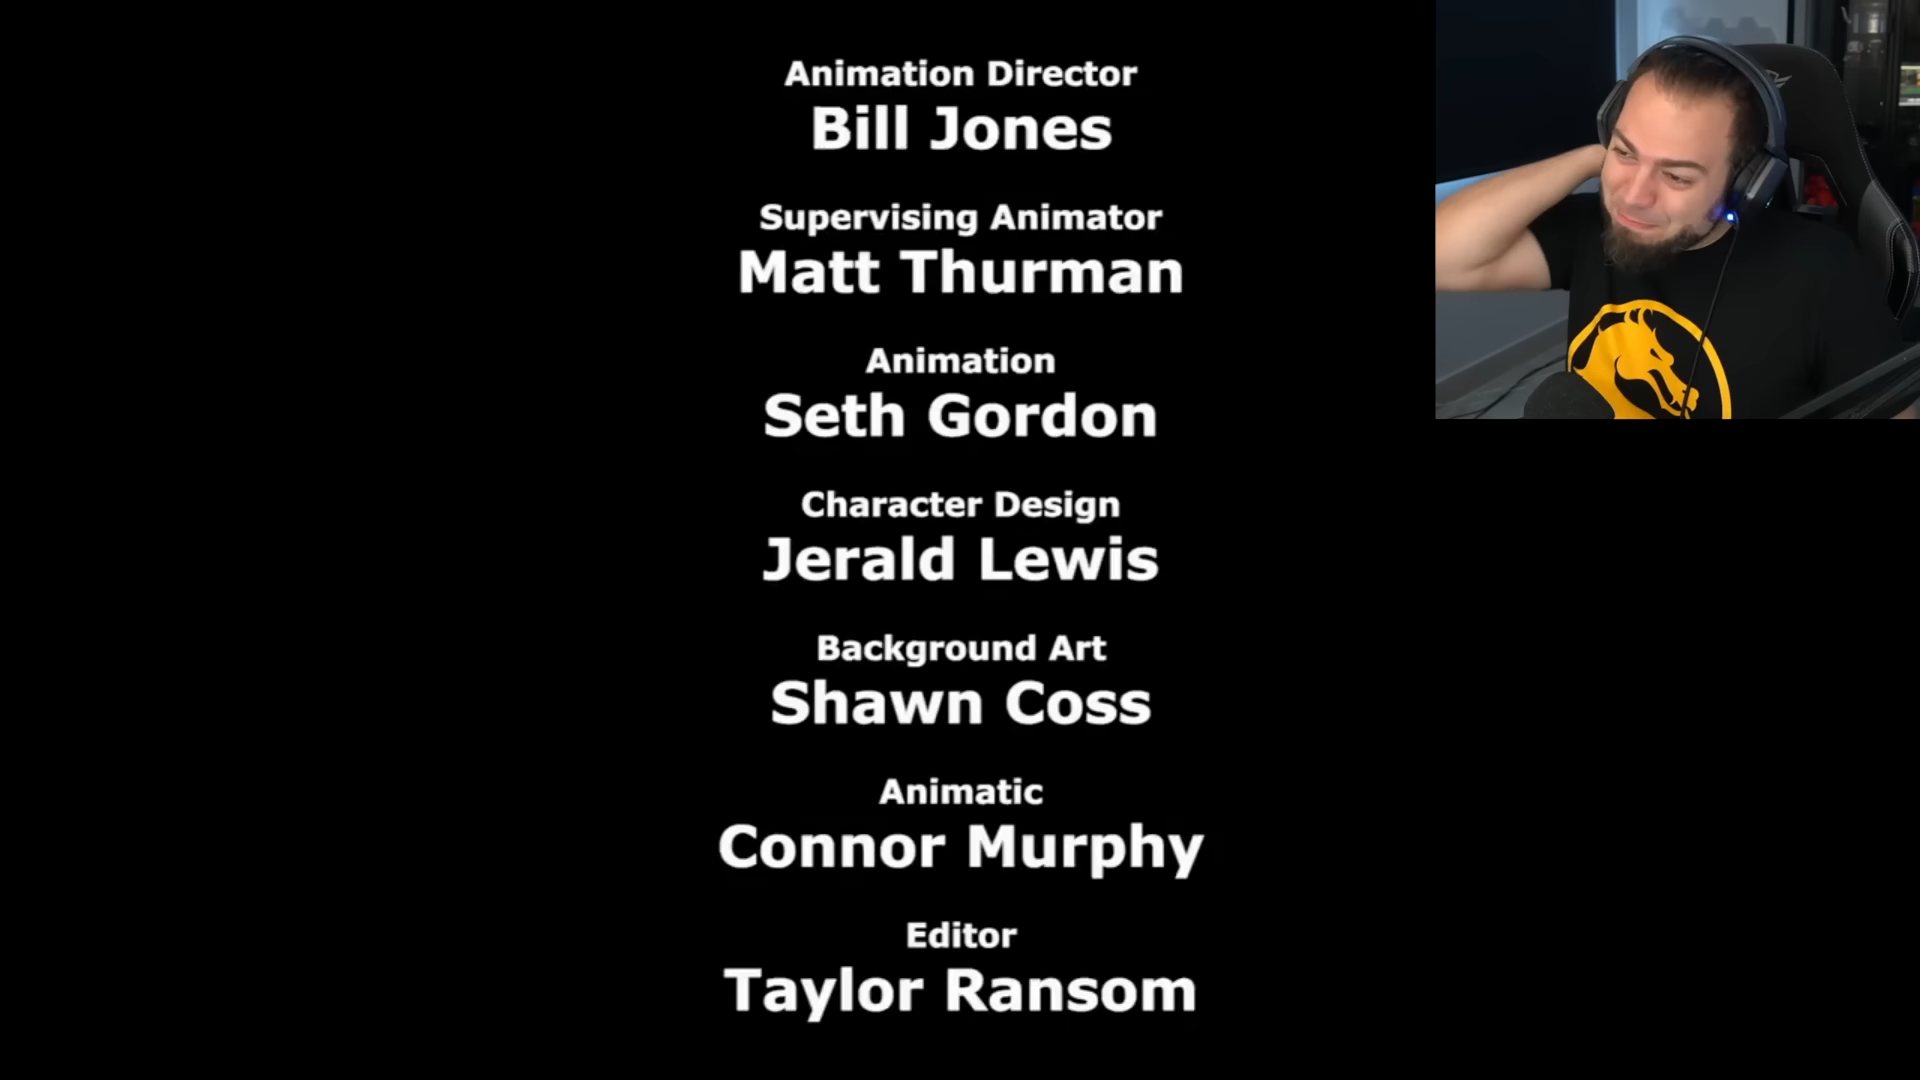 Animation Director
Bill Jones
Supervising Animator
Matt Thurman
Animation
Seth Gordon
Character Design
Jerald Lewis
Background Art
Shawn Coss
Animatic
Connor Murphy
Editor
Taylor Ransom